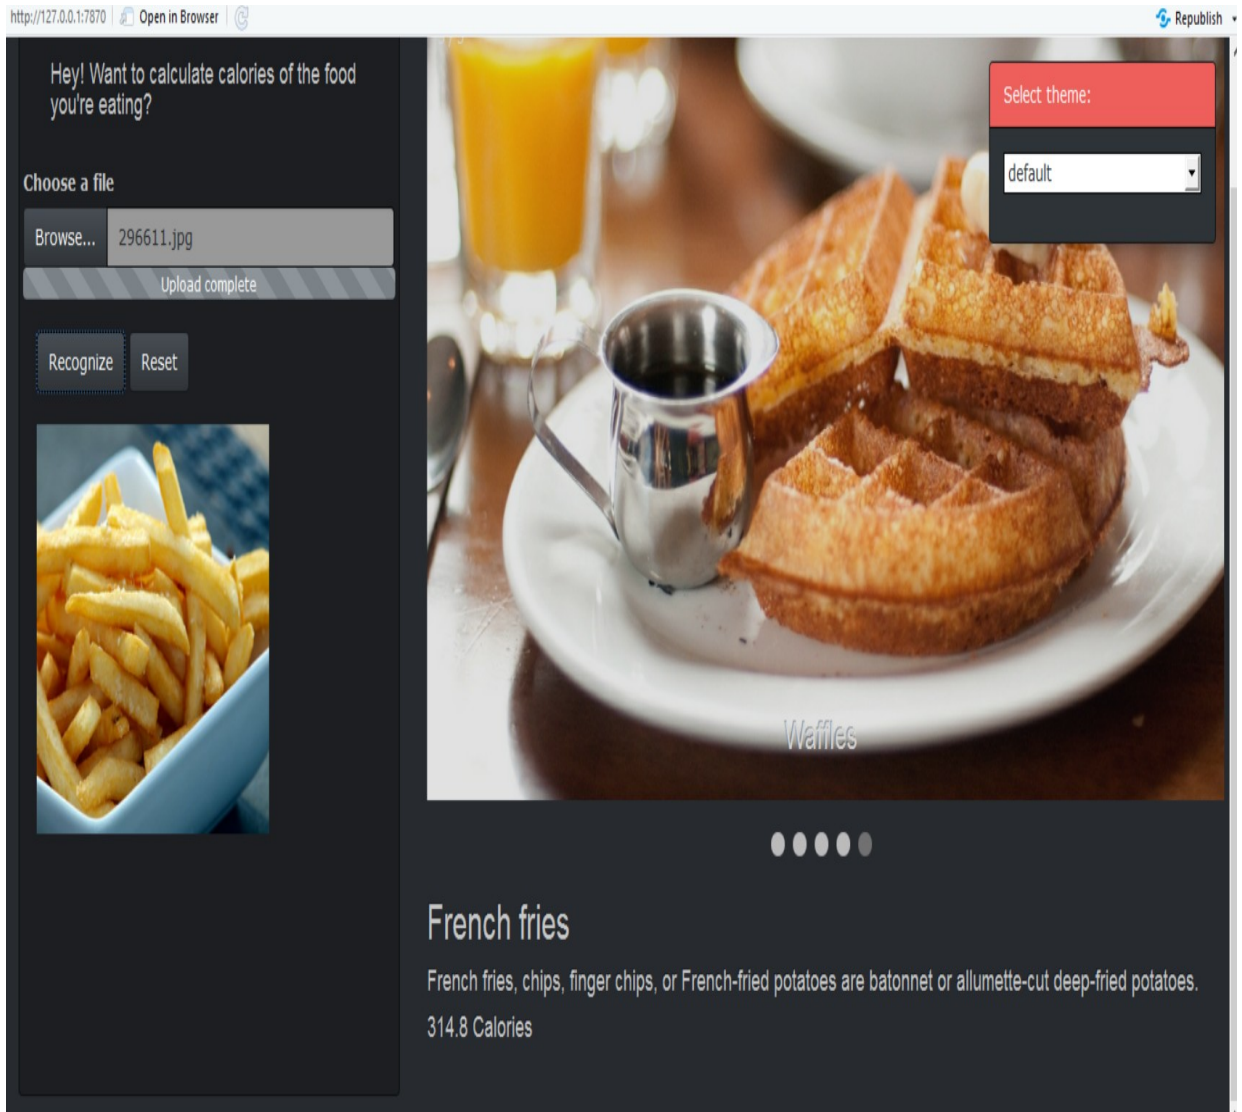 http://127.0.0.1:7870 Open in Browser Republish
Hey! Want to calculate calories of the food
you're eating?
Choose a file
Browse... 296611.jpg
Upload complete
Recognize Reset
Select theme:
default
Waffles
French fries
French fries, chips, finger chips, or French-fried potatoes are batonnet or allumette-cut deep-fried potatoes.
314.8 Calories